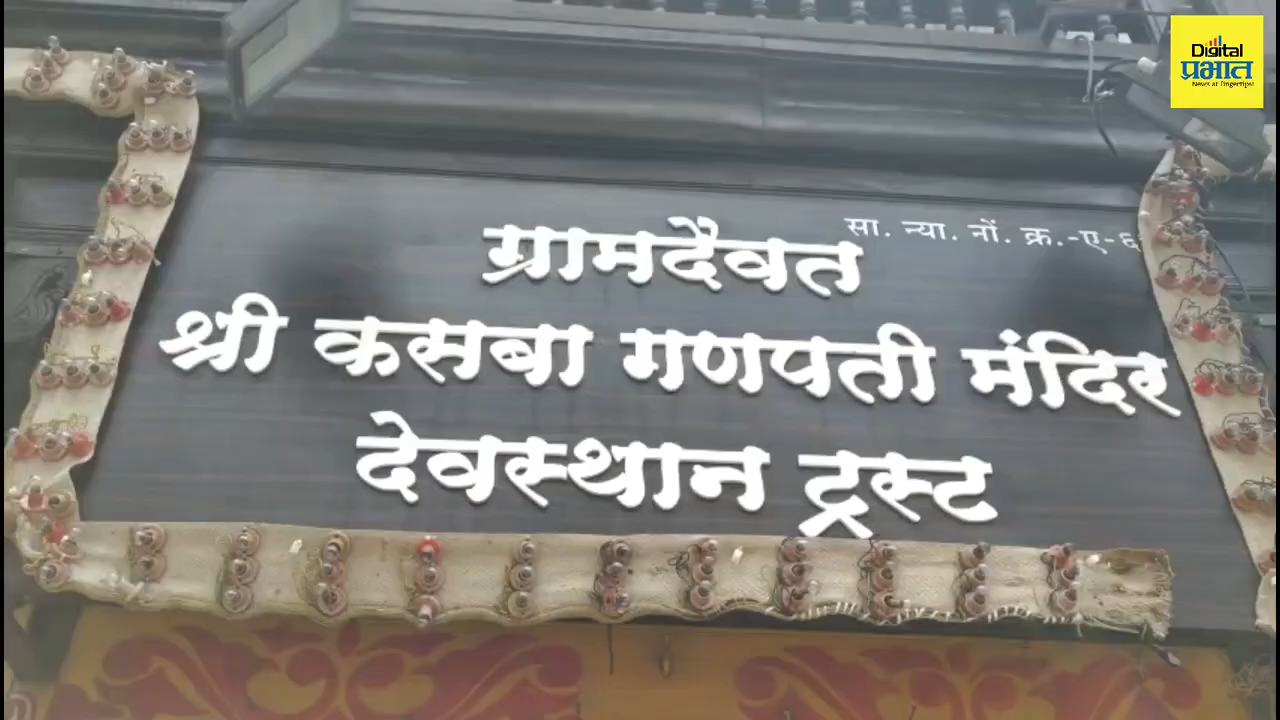 Digital
प्रभात
News at fingertips!
सा. न्या. नों. क्र.-ए-६
ग्रामदैवत
श्री कसबा गणपती मंदिर
देवस्थान ट्रस्ट